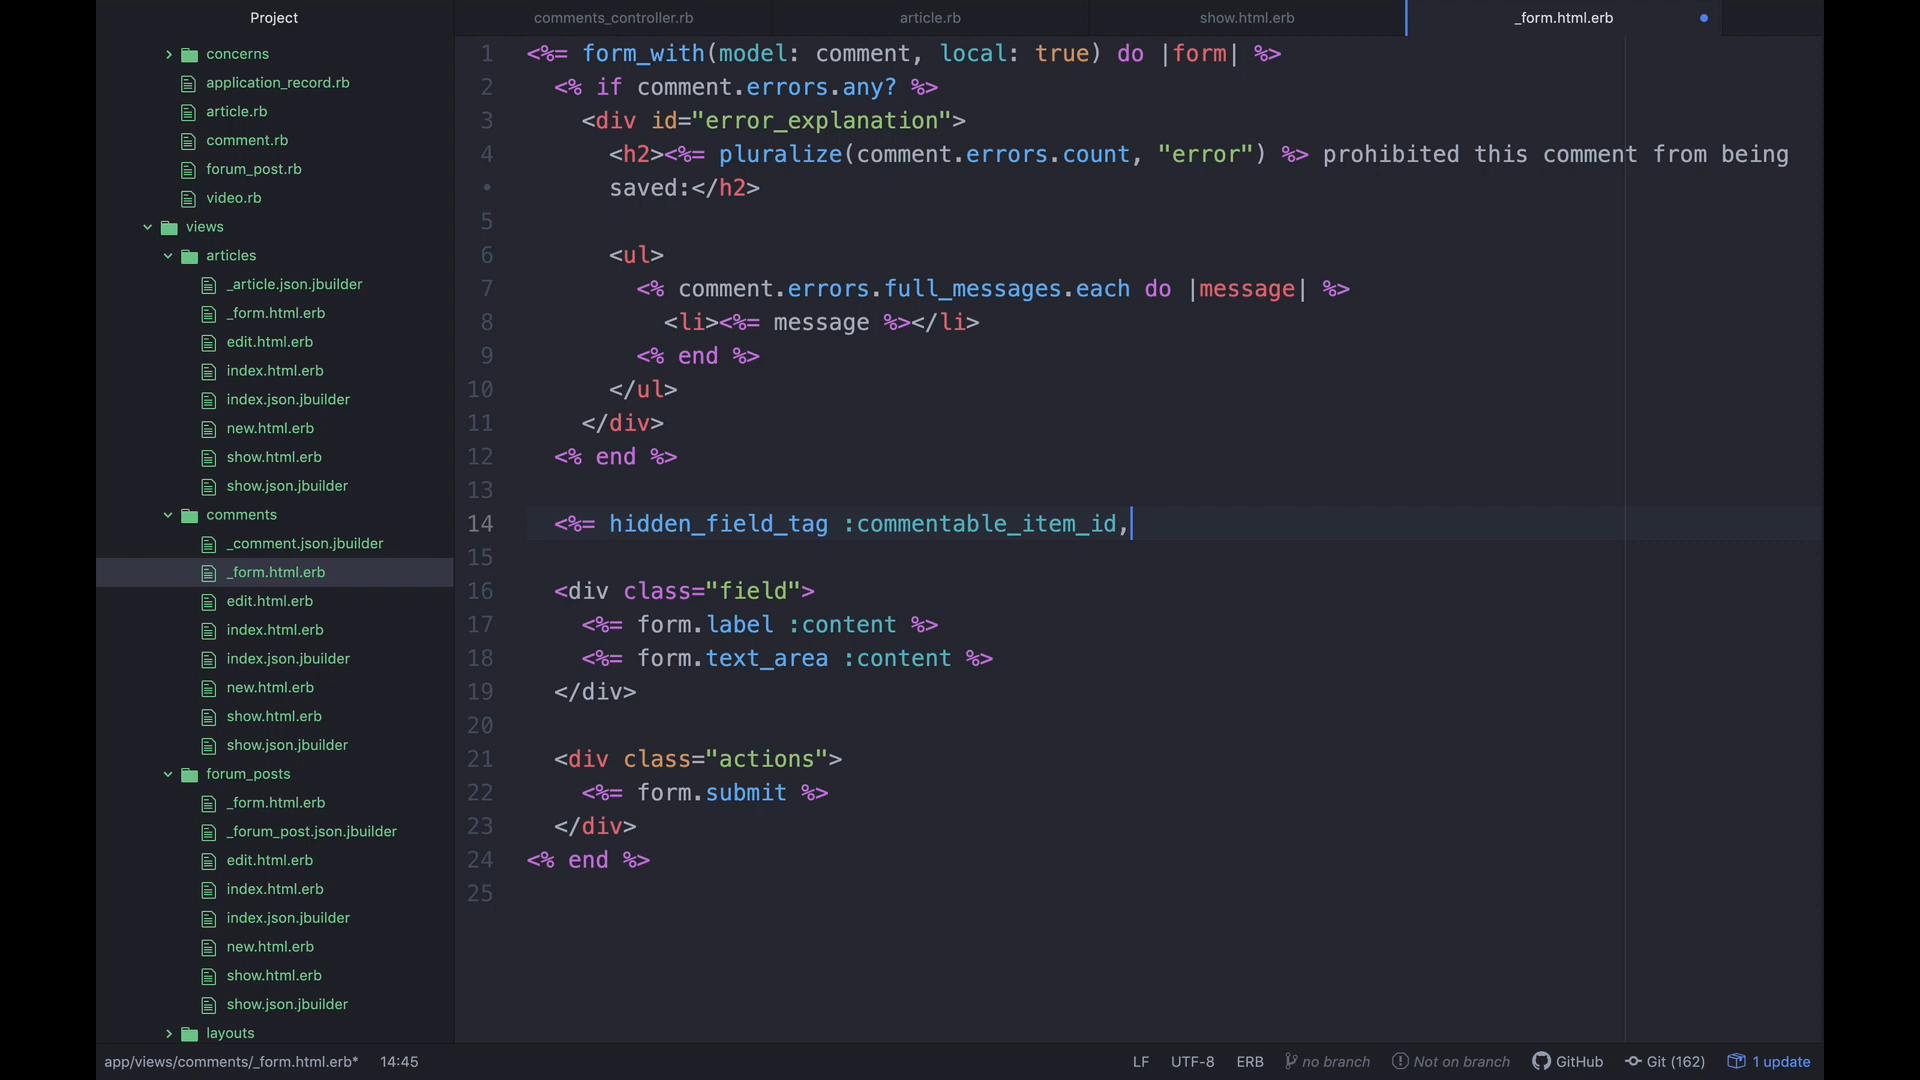 Project
comments_controller.rb
article.rb
show.html.erb
_form.html.erb
concerns
application_record.rb
article.rb
comment.rb
forum_post.rb
video.rb
views
articles
_article.json.jbuilder
_form.html.erb
edit.html.erb
index.html.erb
index.json.jbuilder
new.html.erb
show.html.erb
show.json.jbuilder
comments
_comment.json.jbuilder
_form.html.erb
edit.html.erb
index.html.erb
index.json.jbuilder
new.html.erb
show.html.erb
show.json.jbuilder
forum_posts
_form.html.erb
_forum_post.json.jbuilder
edit.html.erb
index.html.erb
index.json.jbuilder
new.html.erb
show.html.erb
show.json.jbuilder
layouts
1 <%= form_with(model: comment, local: true) do |form| %>
2 <% if comment.errors.any? %>
3 <div id="error_explanation">
4 <h2><%= pluralize(comment.errors.count, "error") %> prohibited this comment from being
• saved:</h2>
5
6 <ul>
7 <% comment.errors.full_messages.each do |message| %>
8 <li><%= message %></li>
9 <% end %>
10 </ul>
11 </div>
12 <% end %>
13
14 <%= hidden_field_tag :commentable_item_id,
15
16 <div class="field">
17 <%= form.label :content %>
18 <%= form.text_area :content %>
19 </div>
20
21 <div class="actions">
22 <%= form.submit %>
23 </div>
24 <% end %>
25
app/views/comments/_form.html.erb* 14:45
LF UTF-8 ERB no branch Not on branch GitHub Git (162) 1 update